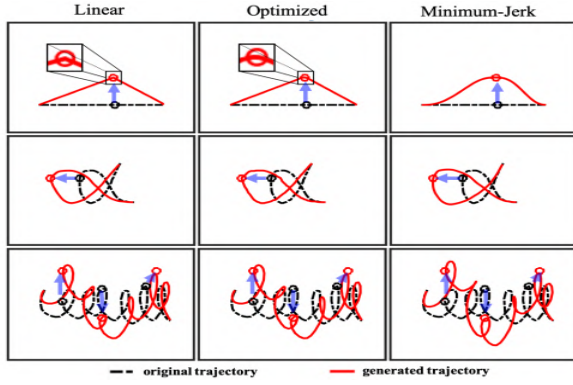 Linear Optimized Minimum-Jerk
original trajectory generated trajectory